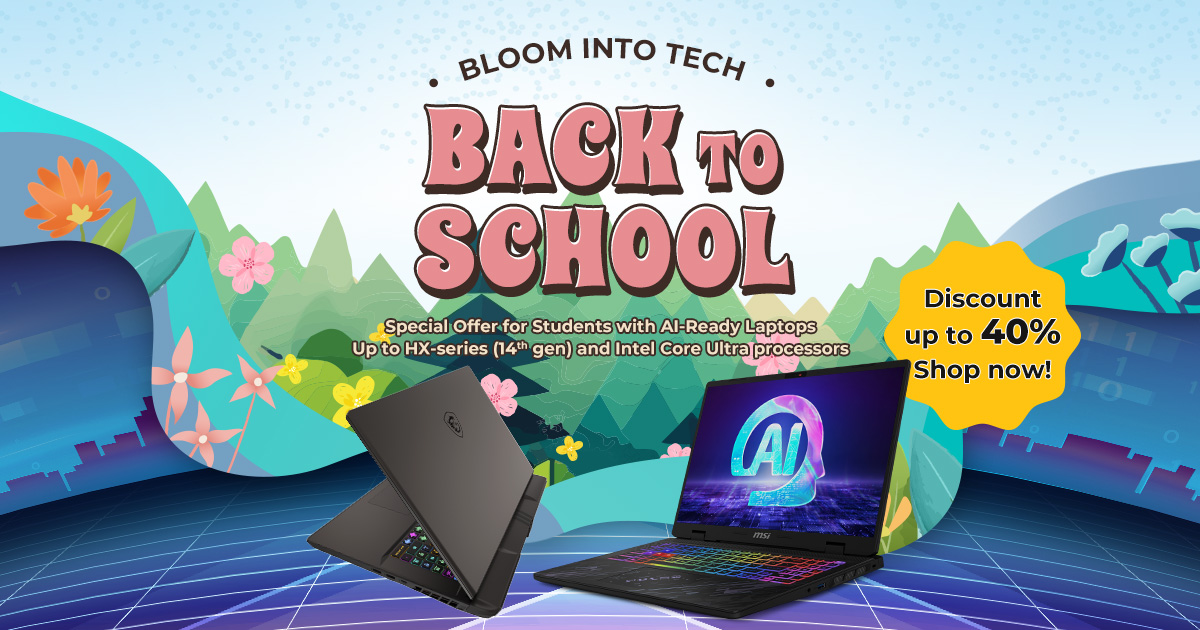 BLOOM INTO TECH
BACK TO
SCHOOL
Special Offer for Students with AI-Ready Laptops
Up to HX-series (14th gen) and Intel Core Ultra processors
Discount
up to 40%
Shop now!
AI
msi